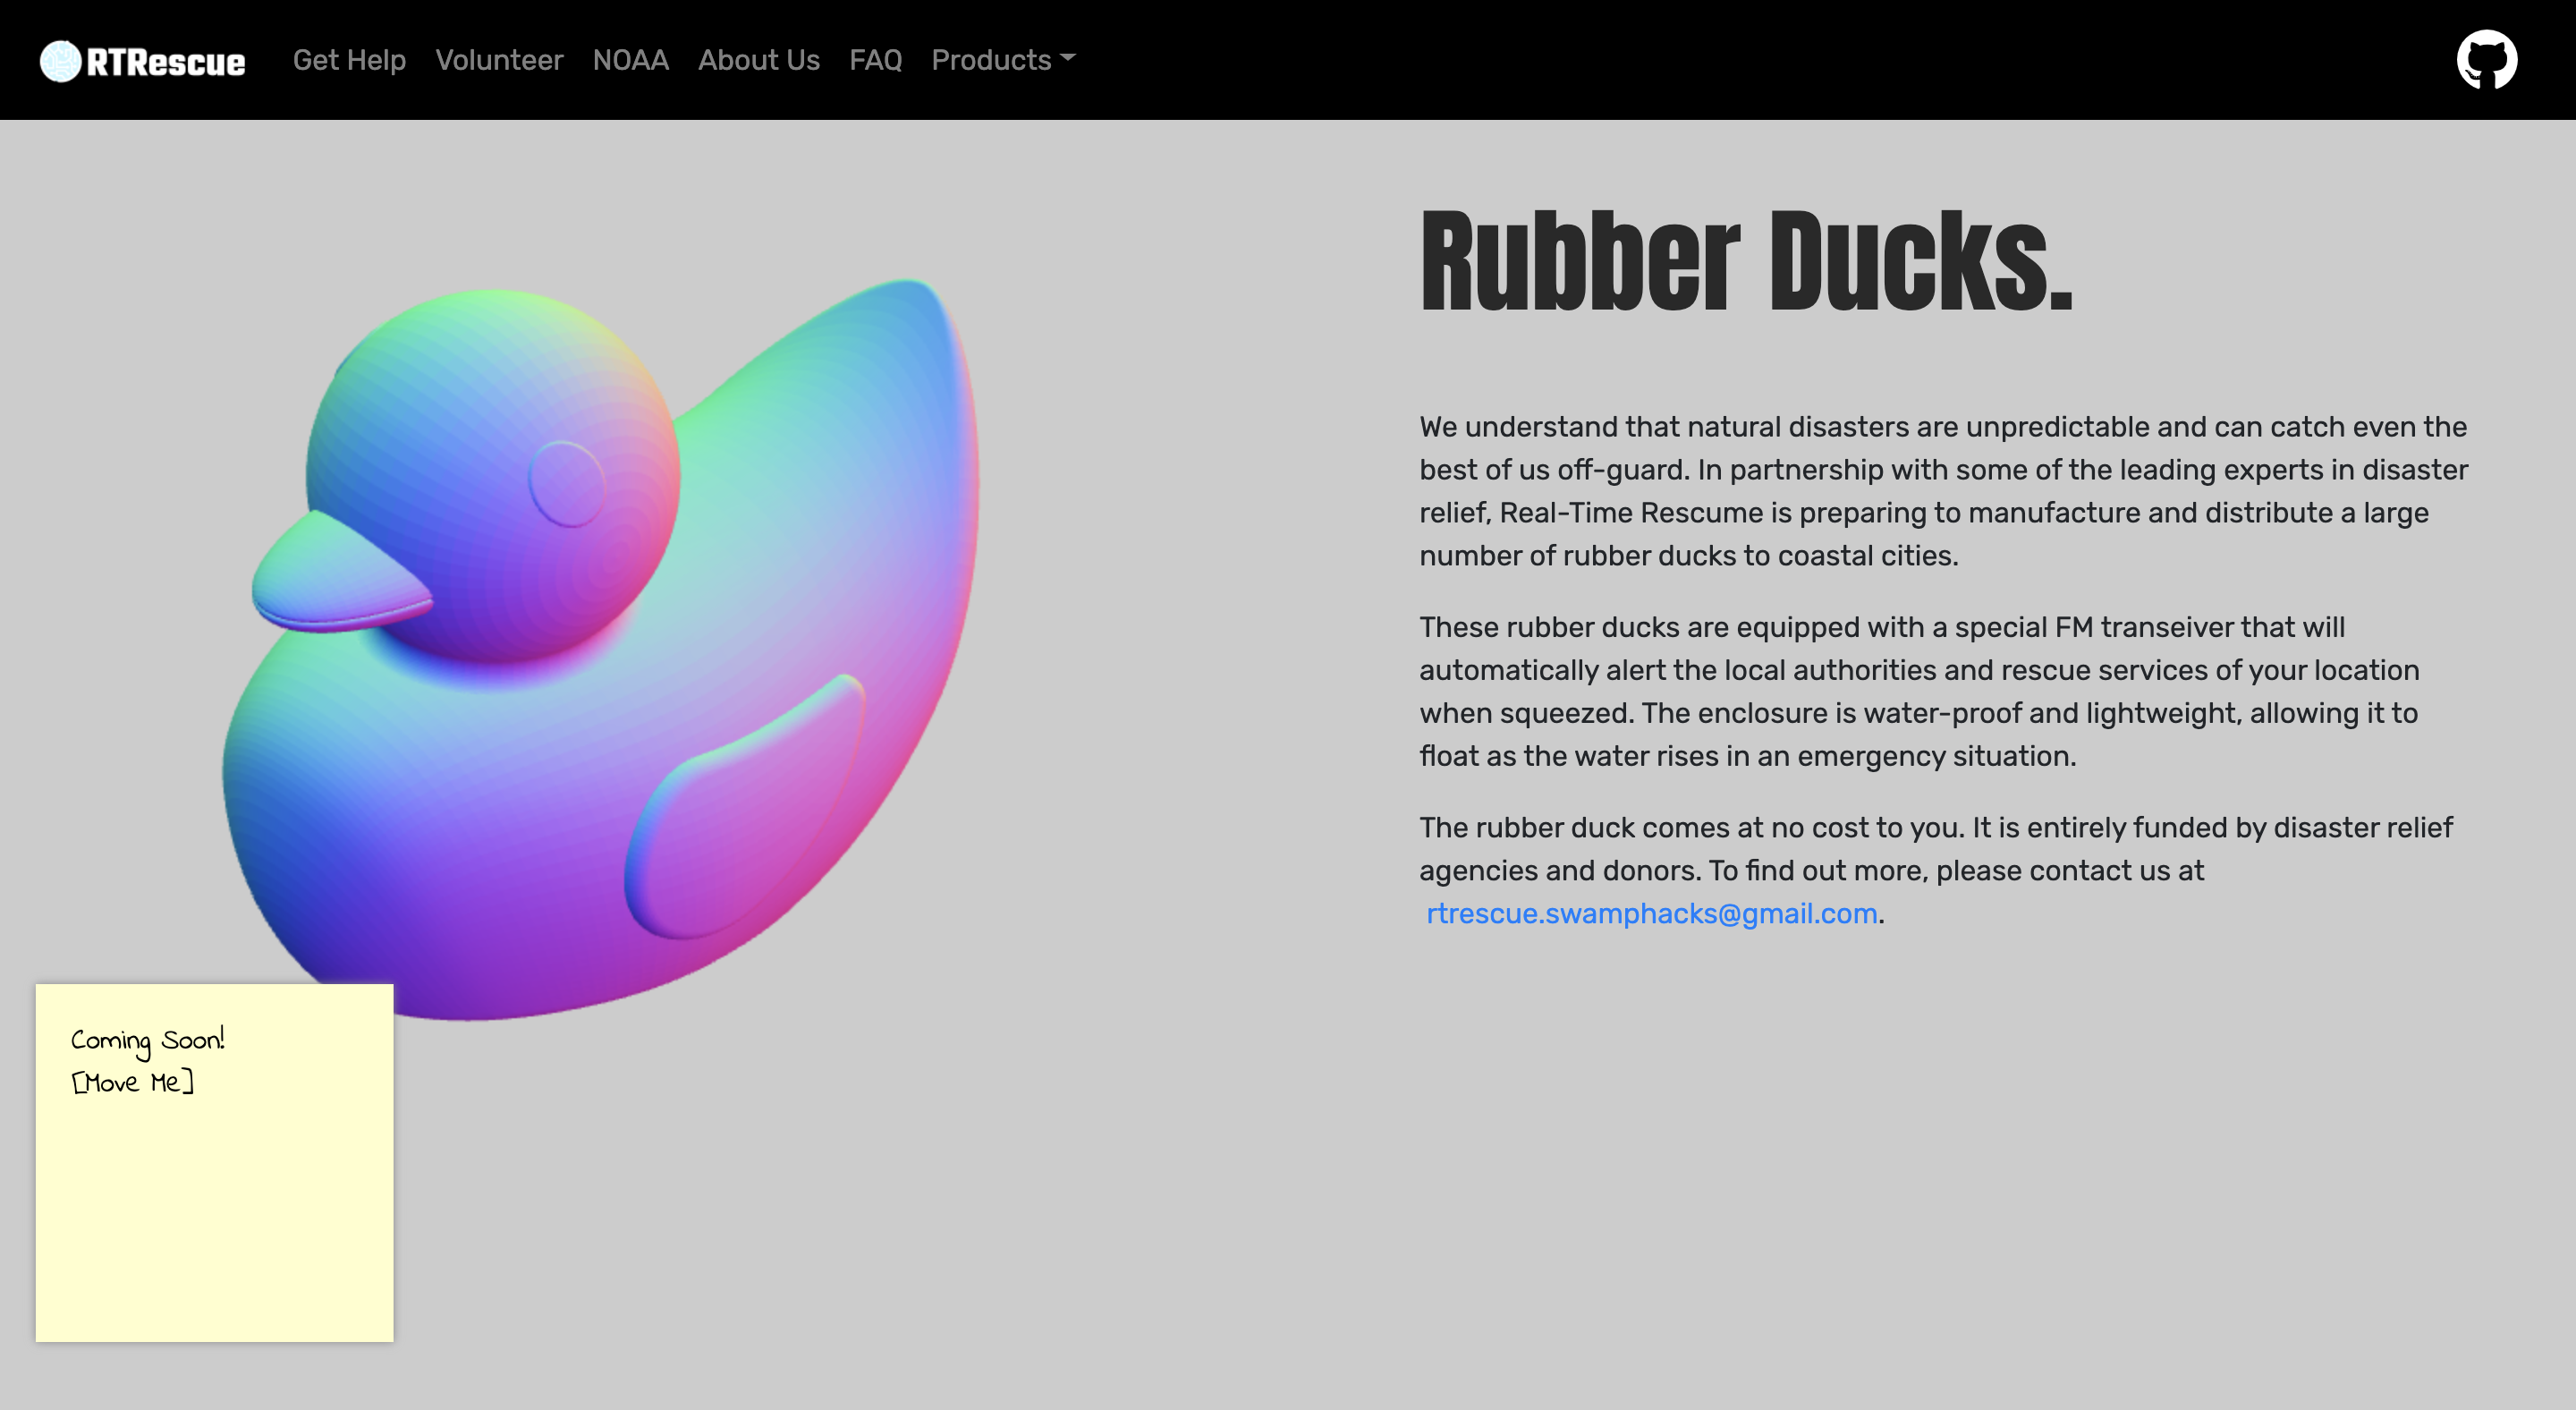 RTRescue
Get Help Volunteer NOAA About Us FAQ Products
Rubber Ducks.
We understand that natural disasters are unpredictable and can catch even the
best of us off-guard. In partnership with some of the leading experts in disaster
relief, Real-Time Rescume is preparing to manufacture and distribute a large
number of rubber ducks to coastal cities.
These rubber ducks are equipped with a special FM transeiver that will
automatically alert the local authorities and rescue services of your location
when squeezed. The enclosure is water-proof and lightweight, allowing it to
float as the water rises in an emergency situation.
The rubber duck comes at no cost to you. It is entirely funded by disaster relief
agencies and donors. To find out more, please contact us at
rtrescue.swamphacks@gmail.com.
Coming Soon!
[Move Me]